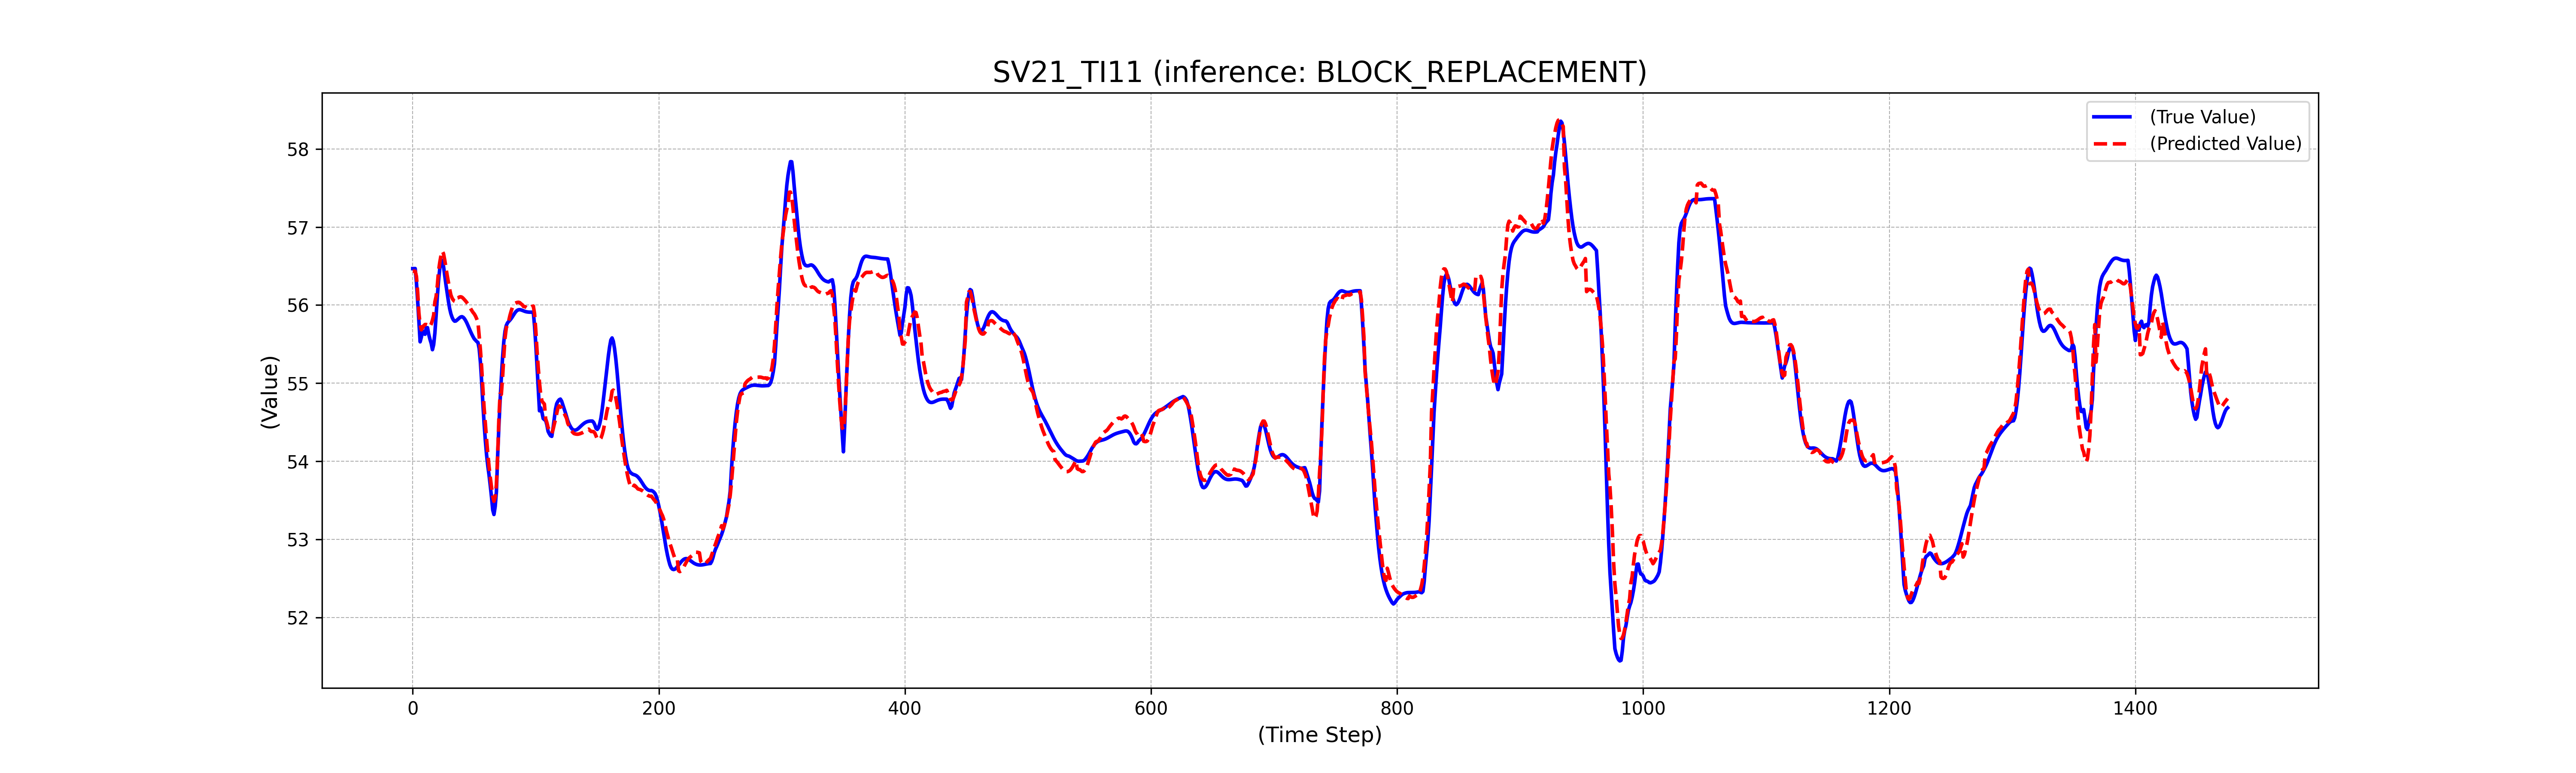 SV21_TI11 (inference: BLOCK_REPLACEMENT)
(True Value)
(Predicted Value)
58
57
56
55
54
53
52
(Value)
0 200 400 600 800 1000 1200 1400
(Time Step)